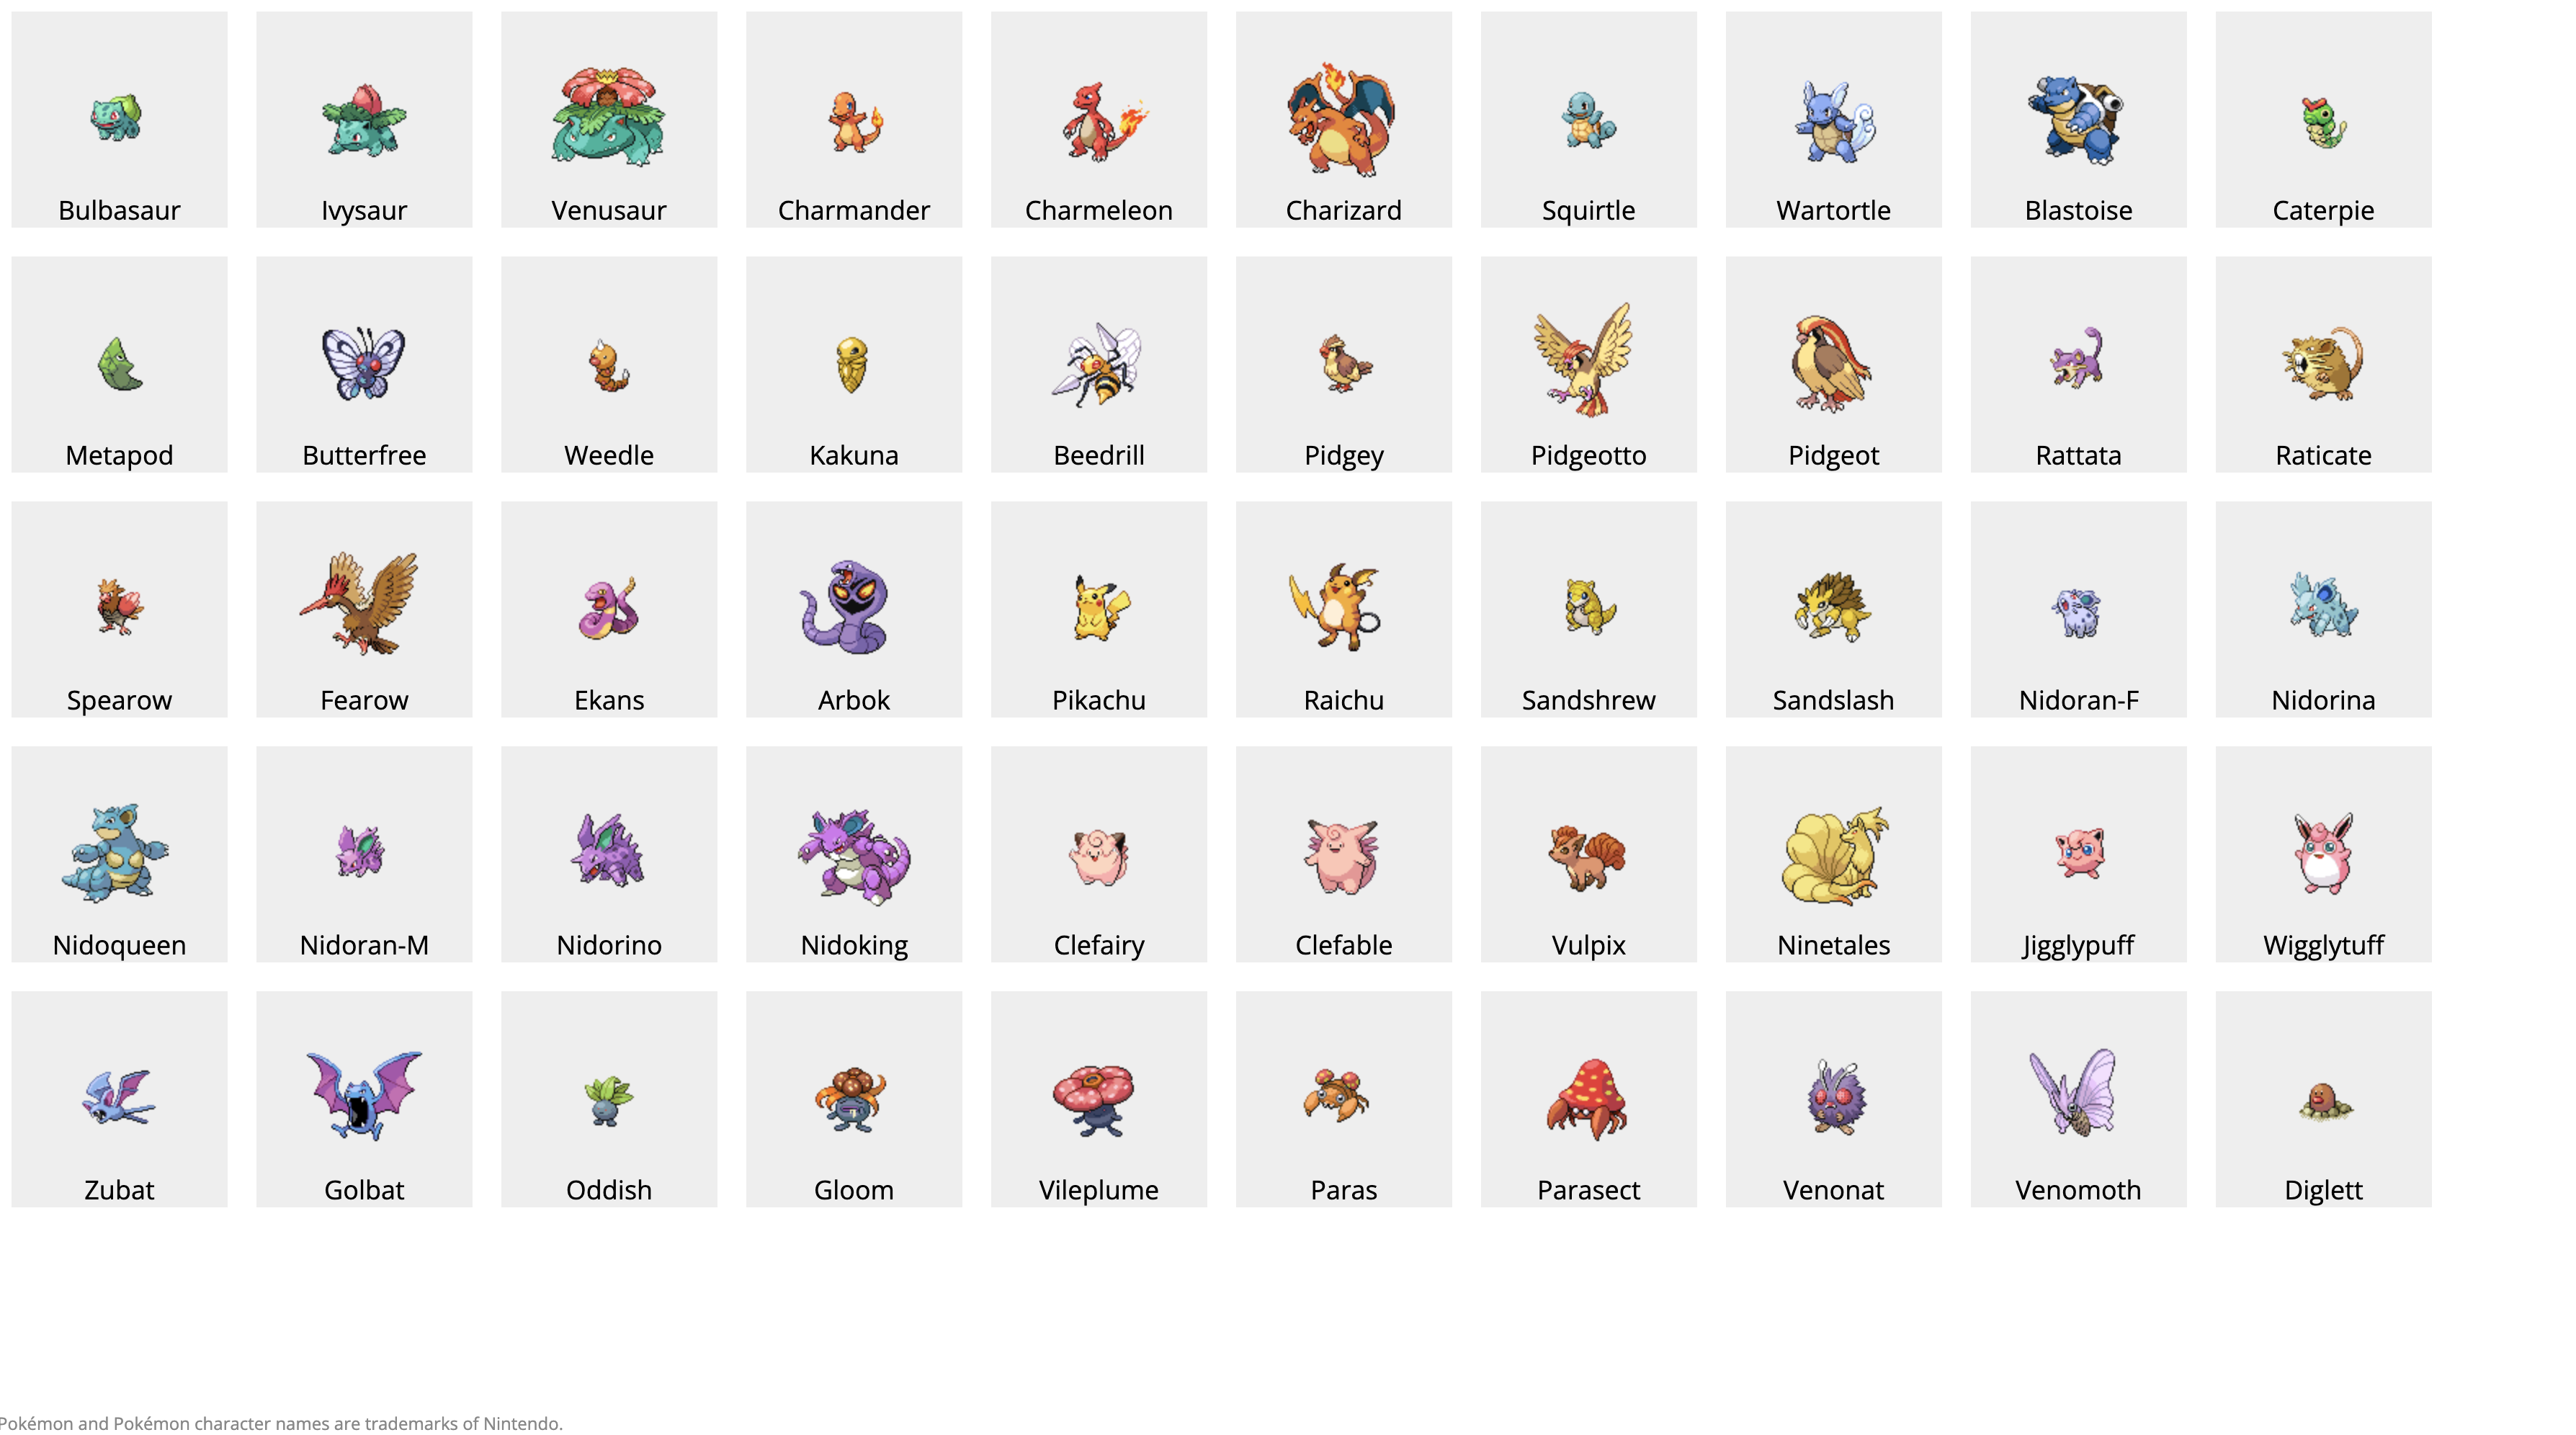 Bulbasaur Ivysaur Venusaur Charmander Charmeleon Charizard Squirtle Wartortle Blastoise Caterpie
Metapod Butterfree Weedle Kakuna Beedrill Pidgey Pidgeotto Pidgeot Rattata Raticate
Spearow Fearow Ekans Arbok Pikachu Raichu Sandshrew Sandslash Nidoran-F Nidorina
Nidoqueen Nidoran-M Nidorino Nidoking Clefairy Clefable Vulpix Ninetales Jigglypuff Wigglytuff
Zubat Golbat Oddish Gloom Vileplume Paras Parasect Venonat Venomoth Diglett
Pokémon and Pokémon character names are trademarks of Nintendo.